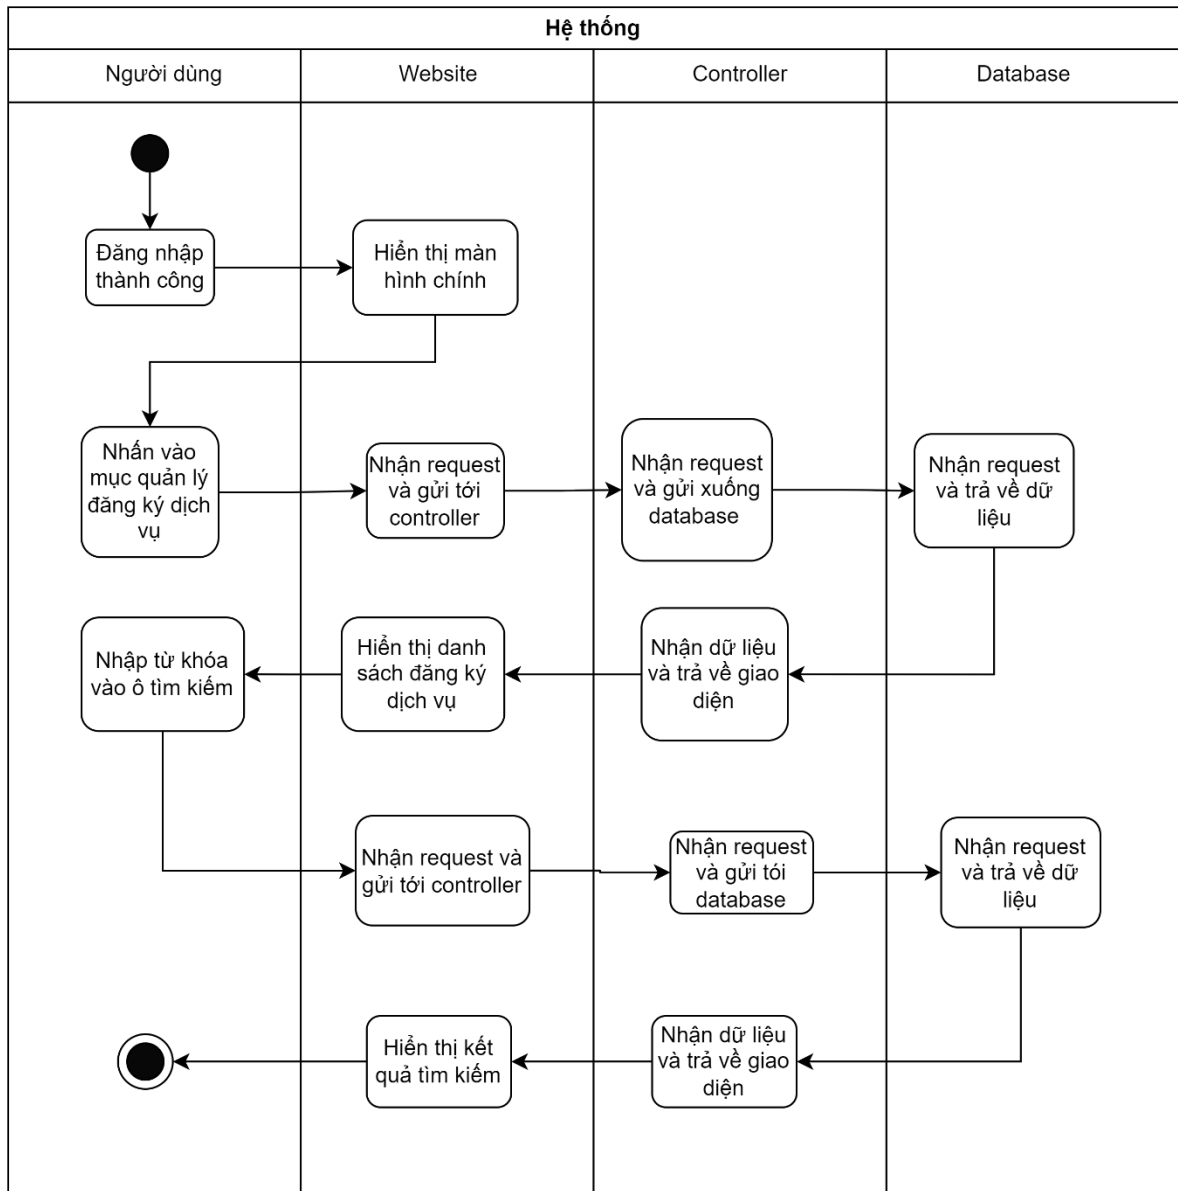 Hệ thống
Người dùng
Website
Controller
Database
Đăng nhập
thành công
Hiển thị màn
hình chính
Nhấn vào
mục quản lý
đăng ký dịch
vụ
Nhận request
và gửi tới
controller
Nhận request
và gửi xuống
database
Nhận request
và trả về dữ
liệu
Nhập từ khóa
vào ô tìm kiếm
Hiển thị danh
sách đăng ký
dịch vụ
Nhận dữ liệu
và trả về giao
diện
Nhận request và
gửi tới controller
Nhận request
và gửi tói
database
Nhận request
và trả về dữ
liệu
Hiển thị kết
quả tìm kiếm
Nhận dữ liệu
và trả về giao
diện